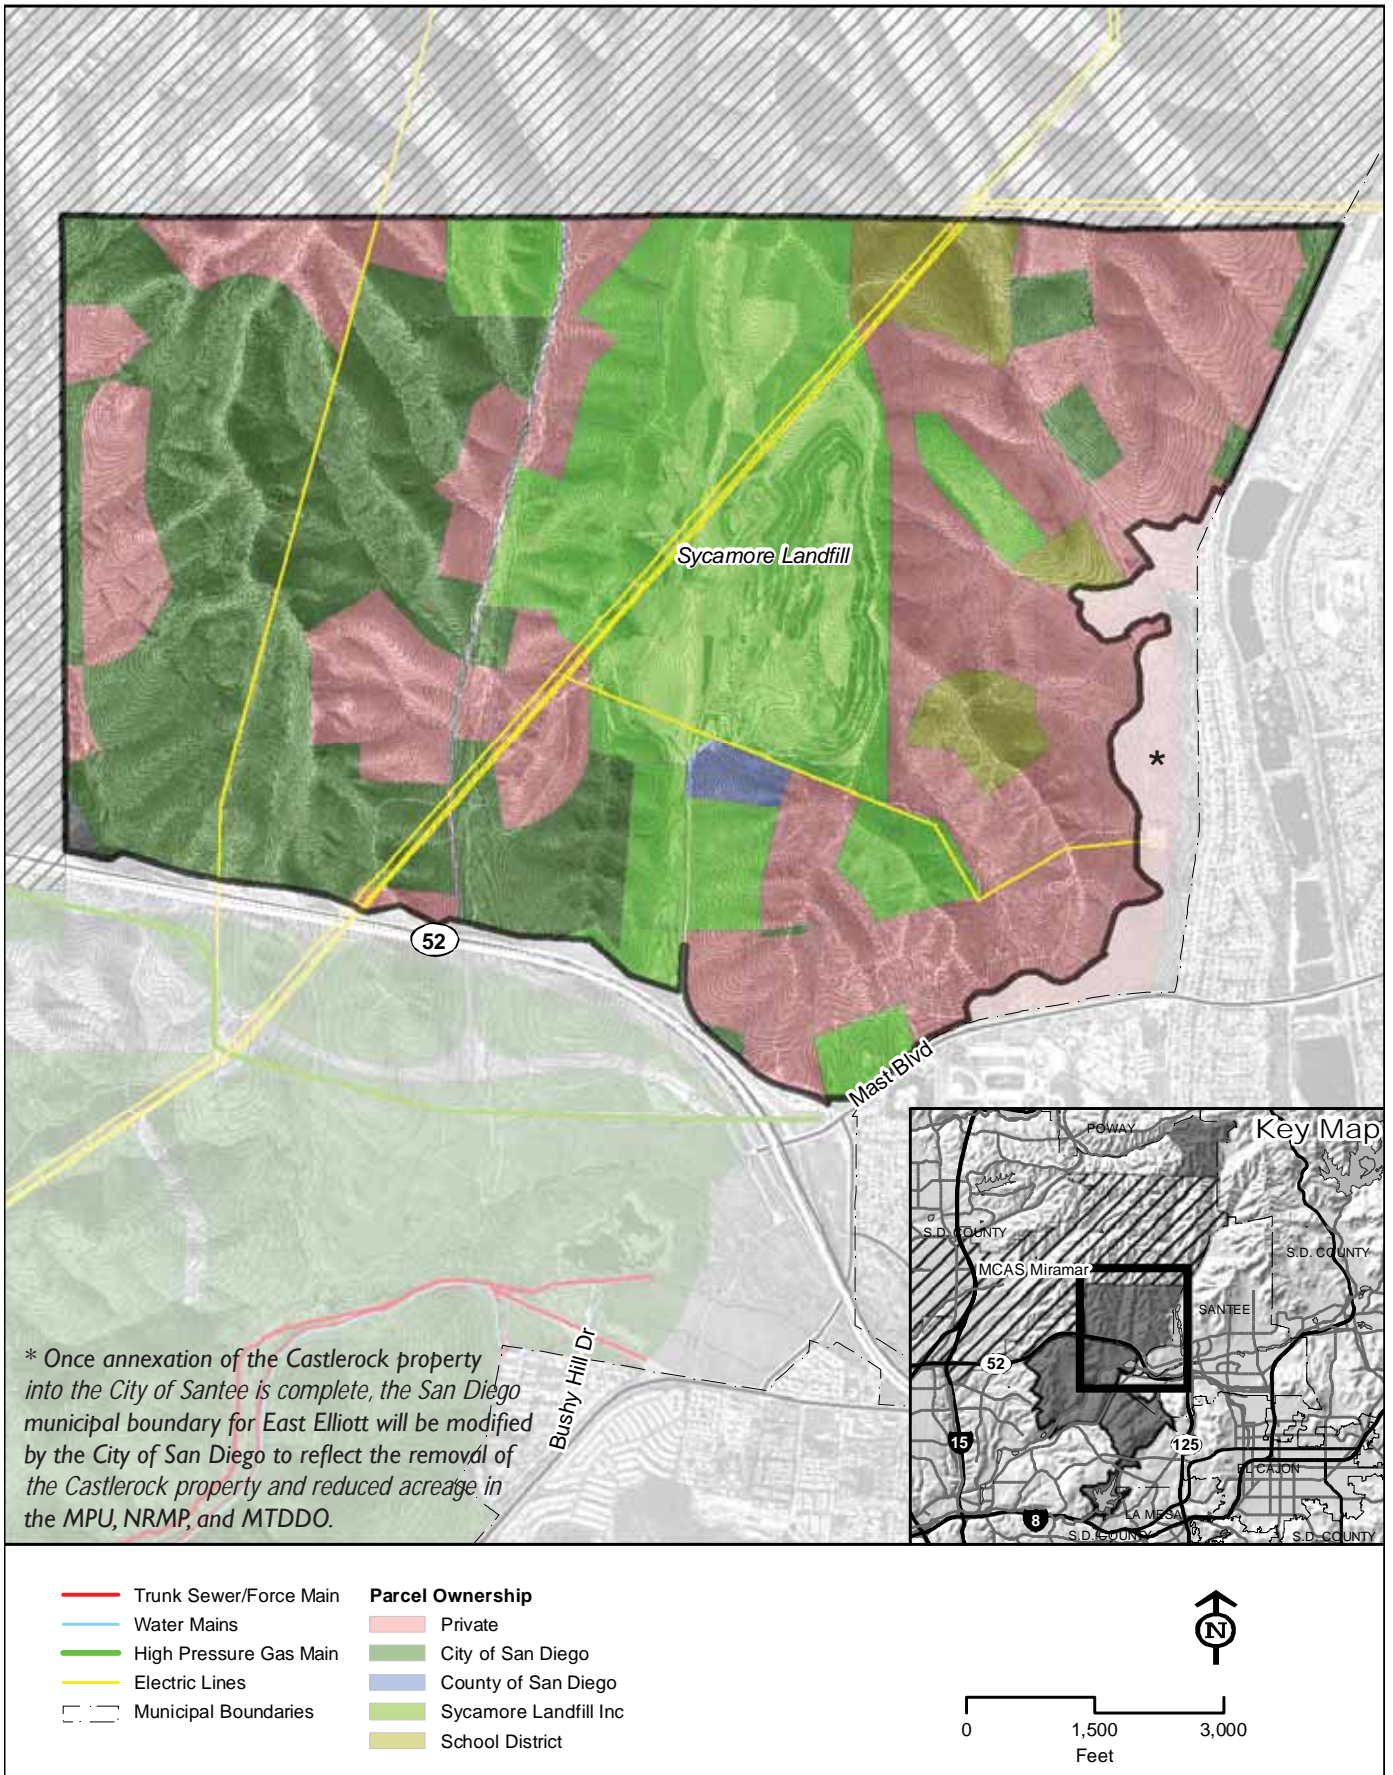 Sycamore Landfill
*
52
Mast Blvd
Bushy Hill Dr
* Once annexation of the Castlerock property
into the City of Santee is complete, the San Diego
municipal boundary for East Elliott will be modified
by the City of San Diego to reflect the removal of
the Castlerock property and reduced acreage in
the MPU, NRMP, and MTDDO.
Key Map
POWAY
S.D. COUNTY
S.D. COUNTY
MCAS Miramar
SANTEE
52
15
125
EL CAJON
8
LA MESA
S.D. COUNTY
S.D. COUNTY
Trunk Sewer/Force Main
Water Mains
High Pressure Gas Main
Electric Lines
Municipal Boundaries
Parcel Ownership
Private
City of San Diego
County of San Diego
Sycamore Landfill Inc
School District
N
0 1,500 3,000
Feet